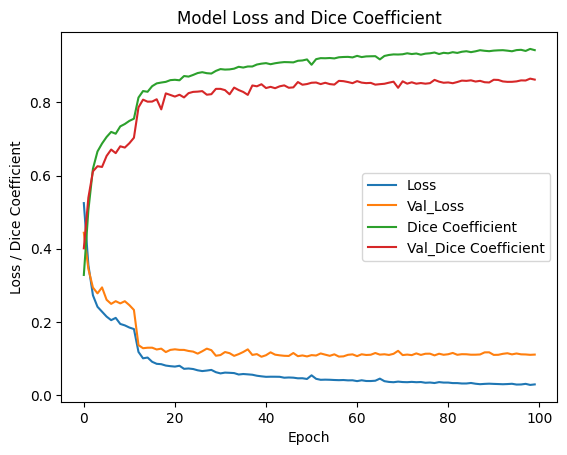 Model Loss and Dice Coefficient
Loss / Dice Coefficient
0.8
0.6
0.4
0.2
0.0
Loss
Val_Loss
Dice Coefficient
Val_Dice Coefficient
0
20
40
60
80
100
Epoch